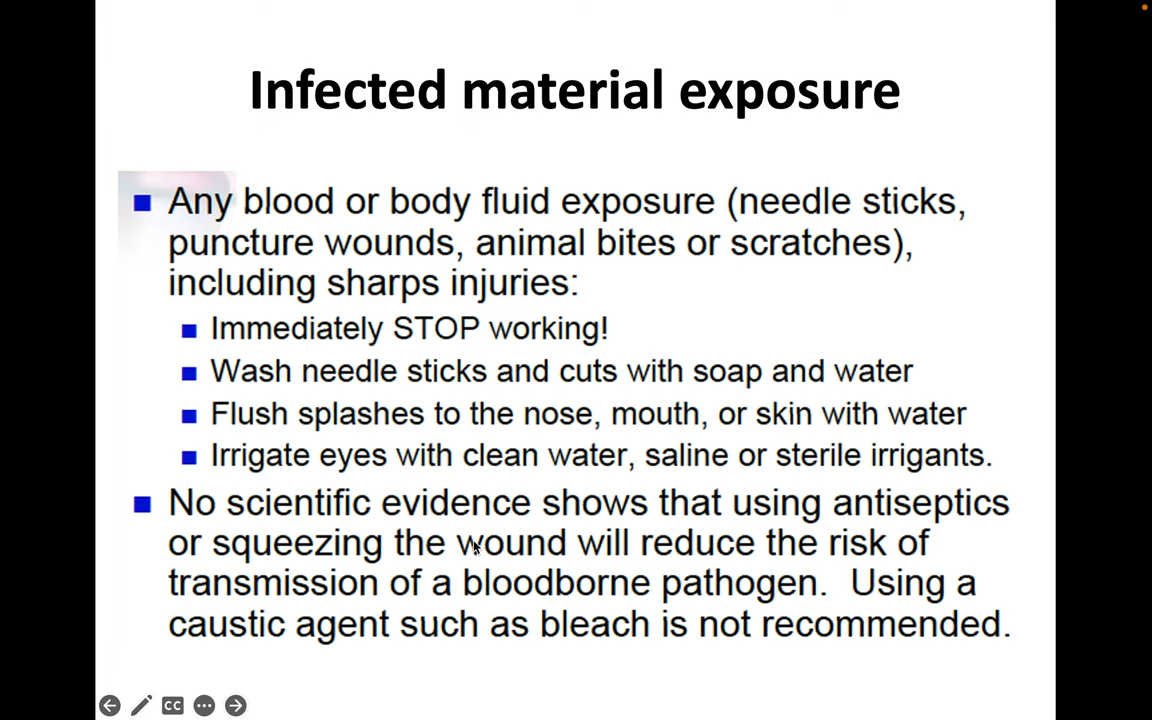 Infected material exposure
Any blood or body fluid exposure (needle sticks,
puncture wounds, animal bites or scratches),
including sharps injuries:
Immediately STOP working!
Wash needle sticks and cuts with soap and water
Flush splashes to the nose, mouth, or skin with water
Irrigate eyes with clean water, saline or sterile irrigants.
No scientific evidence shows that using antiseptics
or squeezing the wound will reduce the risk of
transmission of a bloodborne pathogen.  Using a
caustic agent such as bleach is not recommended.
CC